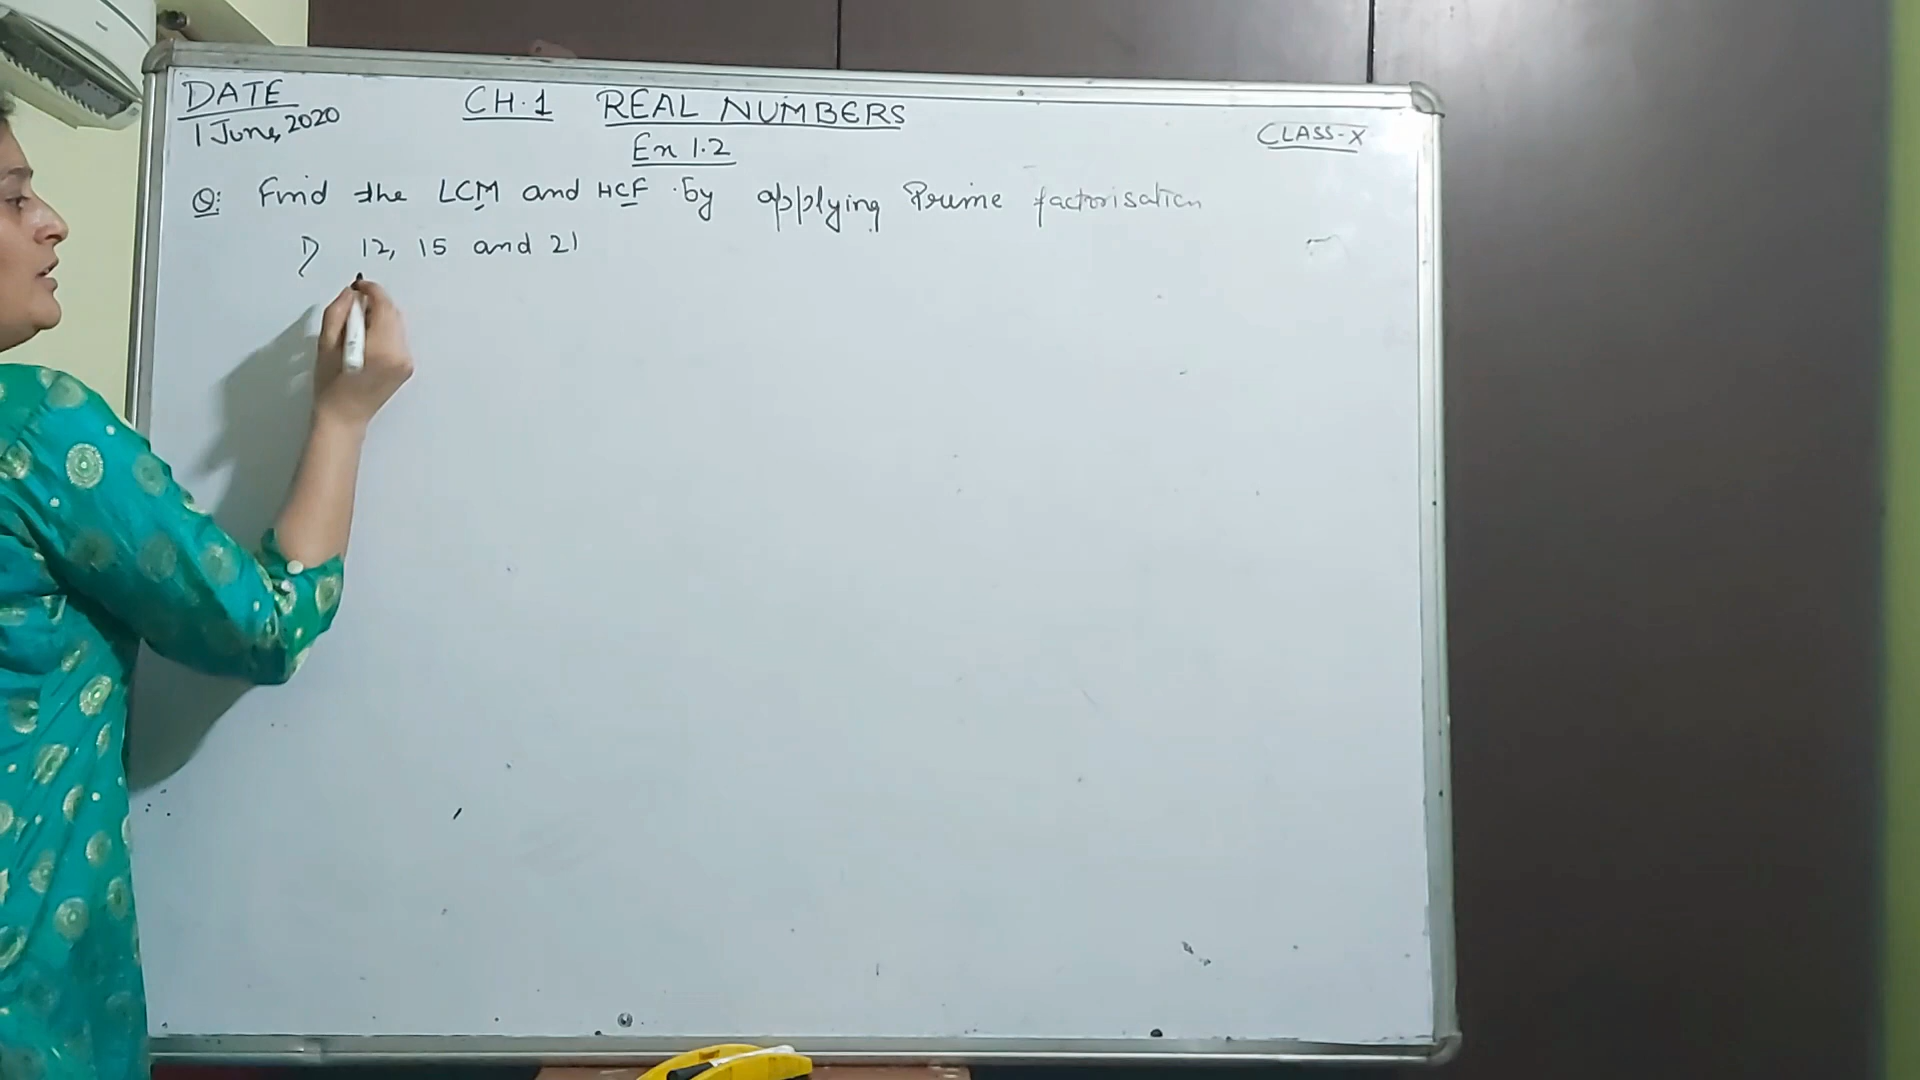 DATE
1 June, 2020
CH.1 REAL NUMBERS
CLASS-X
Ex 1.2
Q: Find the LCM and HCF by applying Prime factorisation
1) 12, 15 and 21